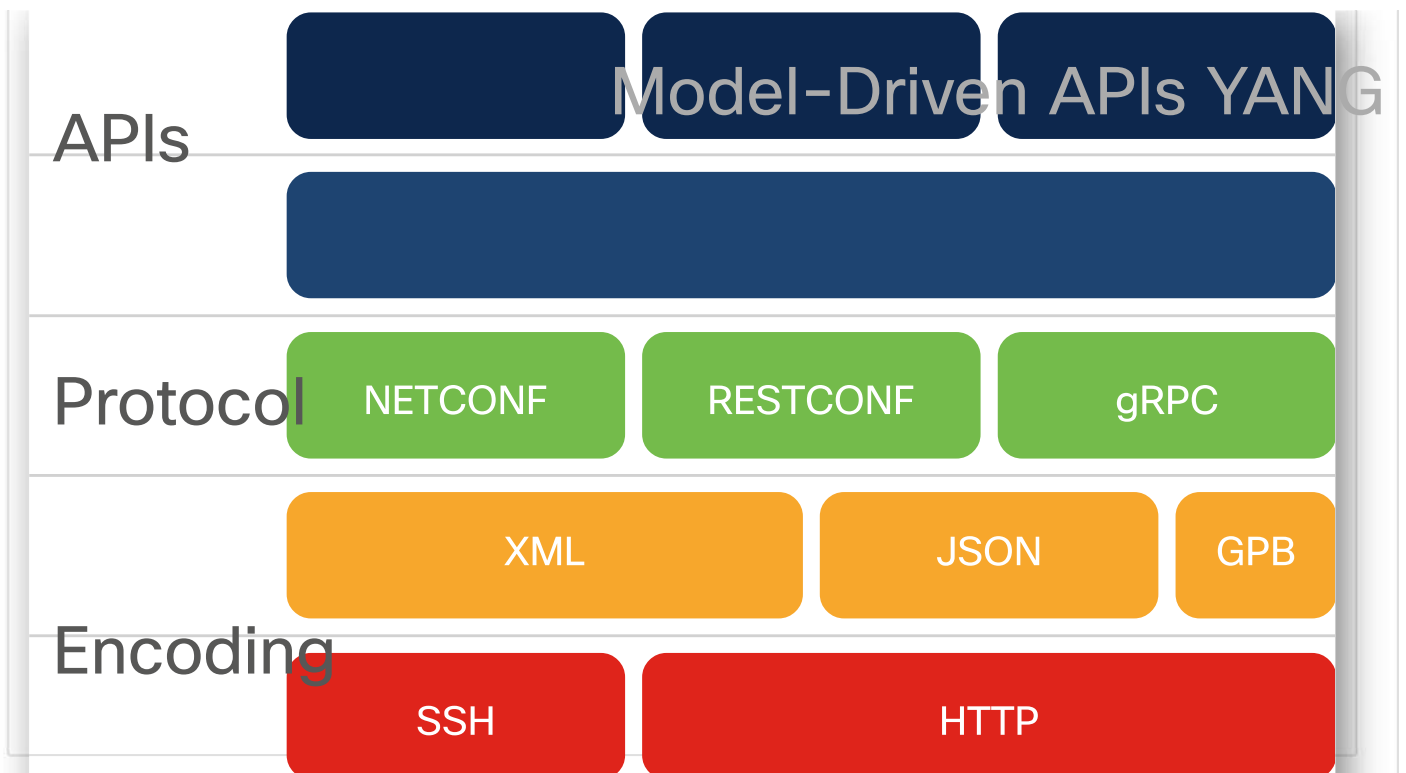 Model-Driven APIs YANG
APIs
Protocol NETCONF RESTCONF gRPC
XML JSON GPB
Encoding
SSH HTTP